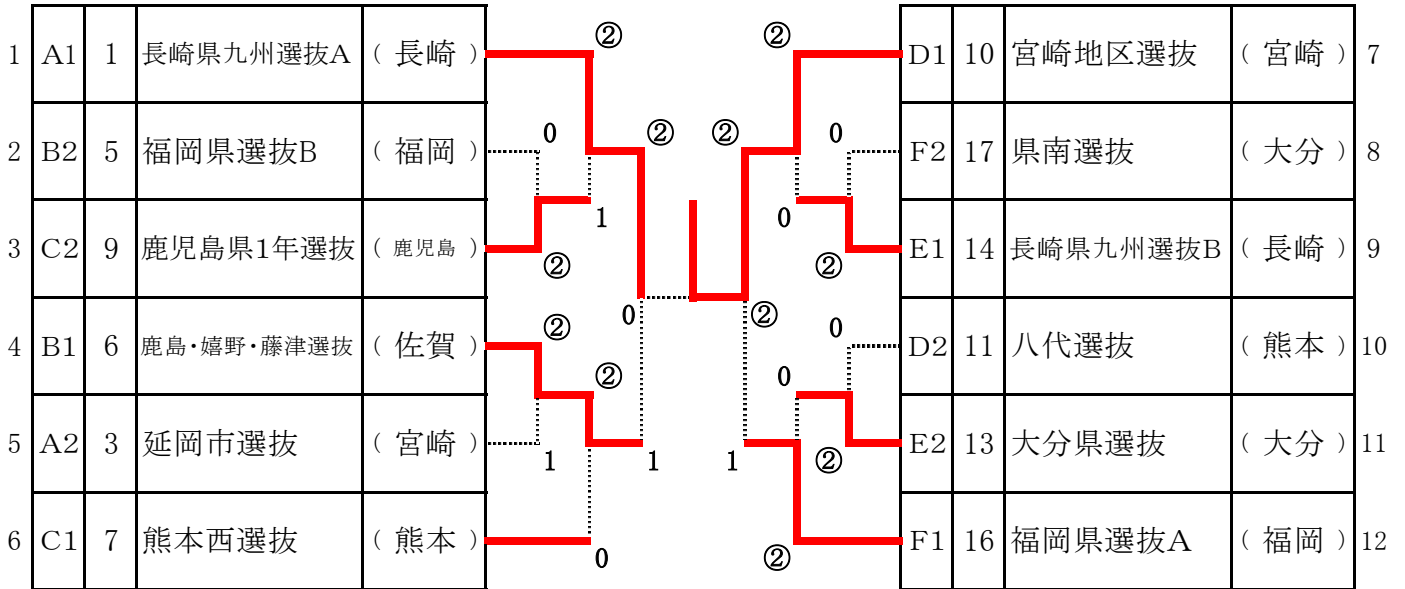 1 A1 1 長崎県九州選抜A ( 長崎 ) ② ② D1 10 宮崎地区選抜 ( 宮崎 ) 7
2 B2 5 福岡県選抜B ( 福岡 ) 0 ② ② 0 F2 17 県南選抜 ( 大分 ) 8
1 0
3 C2 9 鹿児島県1年選抜 ( 鹿児島 ) ② ② E1 14 長崎県九州選抜B ( 長崎 ) 9
0 ②
4 B1 6 鹿島・嬉野・藤津選抜 ( 佐賀 ) ② 0 D2 11 八代選抜 ( 熊本 ) 10
② 0
5 A2 3 延岡市選抜 ( 宮崎 ) 1 1 1 ② E2 13 大分県選抜 ( 大分 ) 11
6 C1 7 熊本西選抜 ( 熊本 ) 0 ② F1 16 福岡県選抜A ( 福岡 ) 12